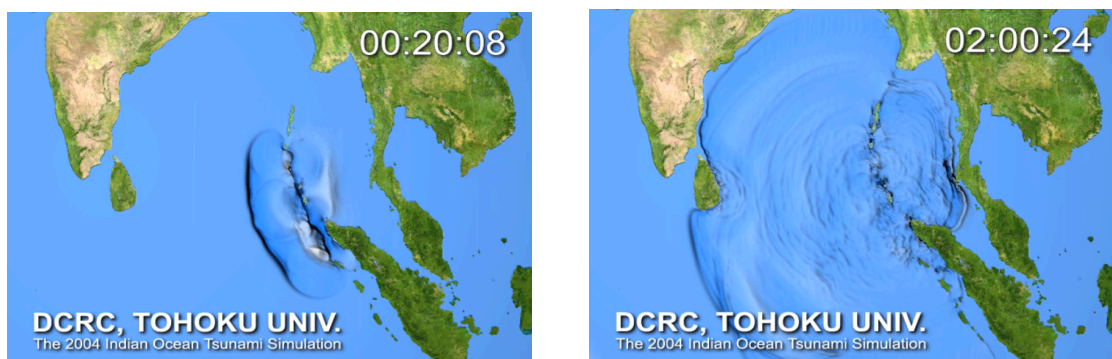 00:20:08
DCRC, TOHOKU UNIV.
The 2004 Indian Ocean Tsunami Simulation
02:00:24
DCRC, TOHOKU UNIV.
The 2004 Indian Ocean Tsunami Simulation